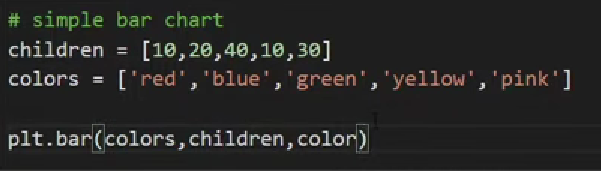 # simple bar chart
children = [10,20,40,10,30]
colors = ['red','blue','green','yellow','pink']
plt.bar(colors,children,color)